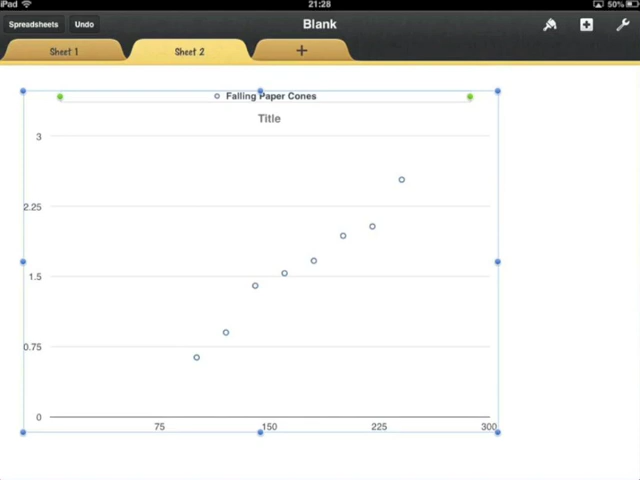 iPad 21:28 50%
Spreadsheets Undo Blank
Sheet 1 Sheet 2 +
Falling Paper Cones
Title
3
2.25
1.5
0.75
0
75 150 225 300